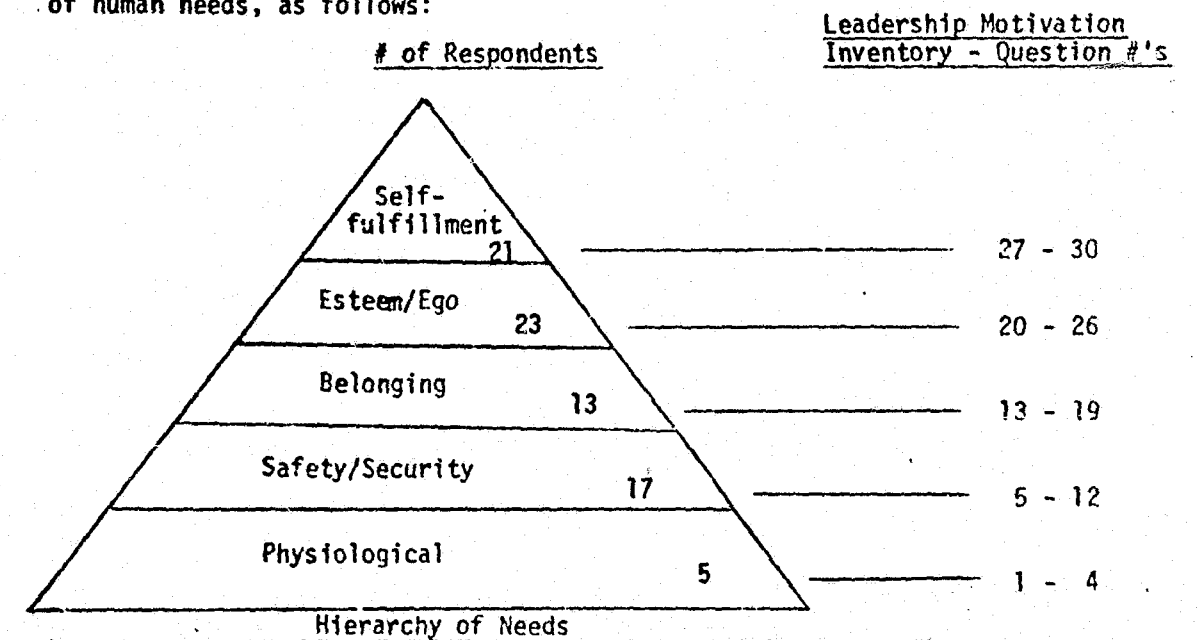 of human needs, as follows:
Leadership Motivation
# of Respondents
Inventory - Question #'s
Self-
fulfillment
21
27 - 30
Esteem/Ego
23
20 - 26
Belonging
13
13 - 19
Safety/Security
17
5 - 12
Physiological
5
1 - 4
Hierarchy of Needs